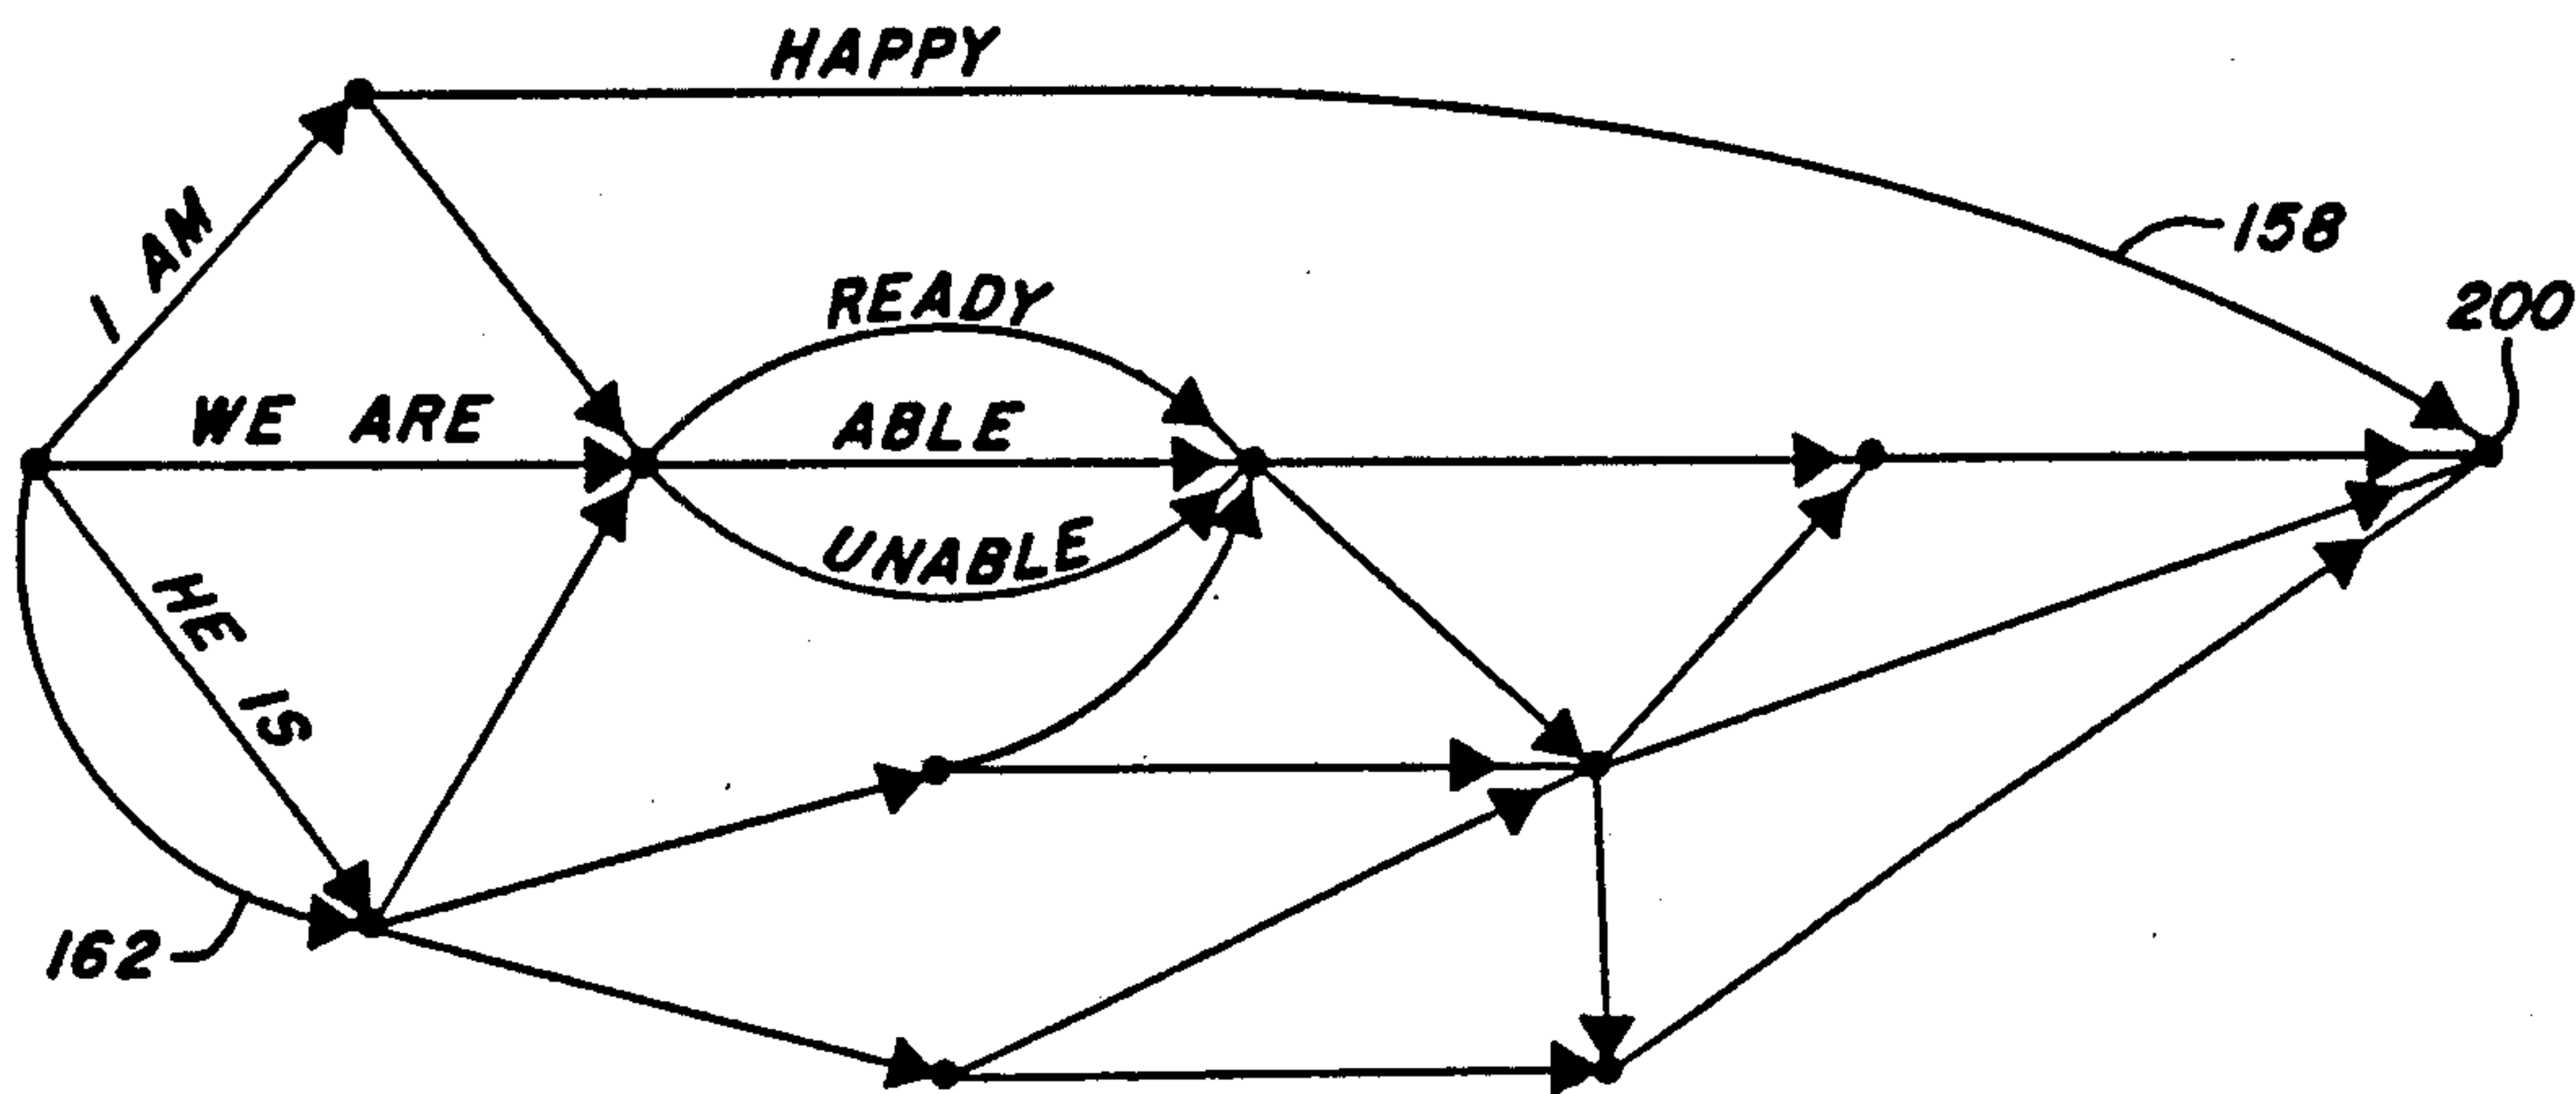 HAPPY
I AM
158
READY
200
WE ARE
ABLE
UNABLE
HE IS
162